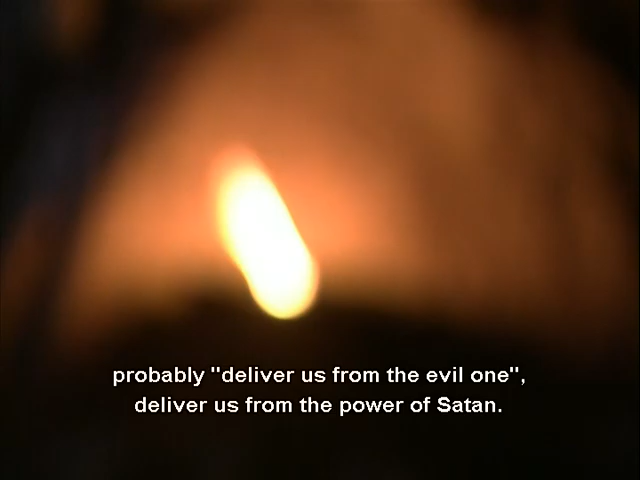 probably "deliver us from the evil one",
deliver us from the power of Satan.